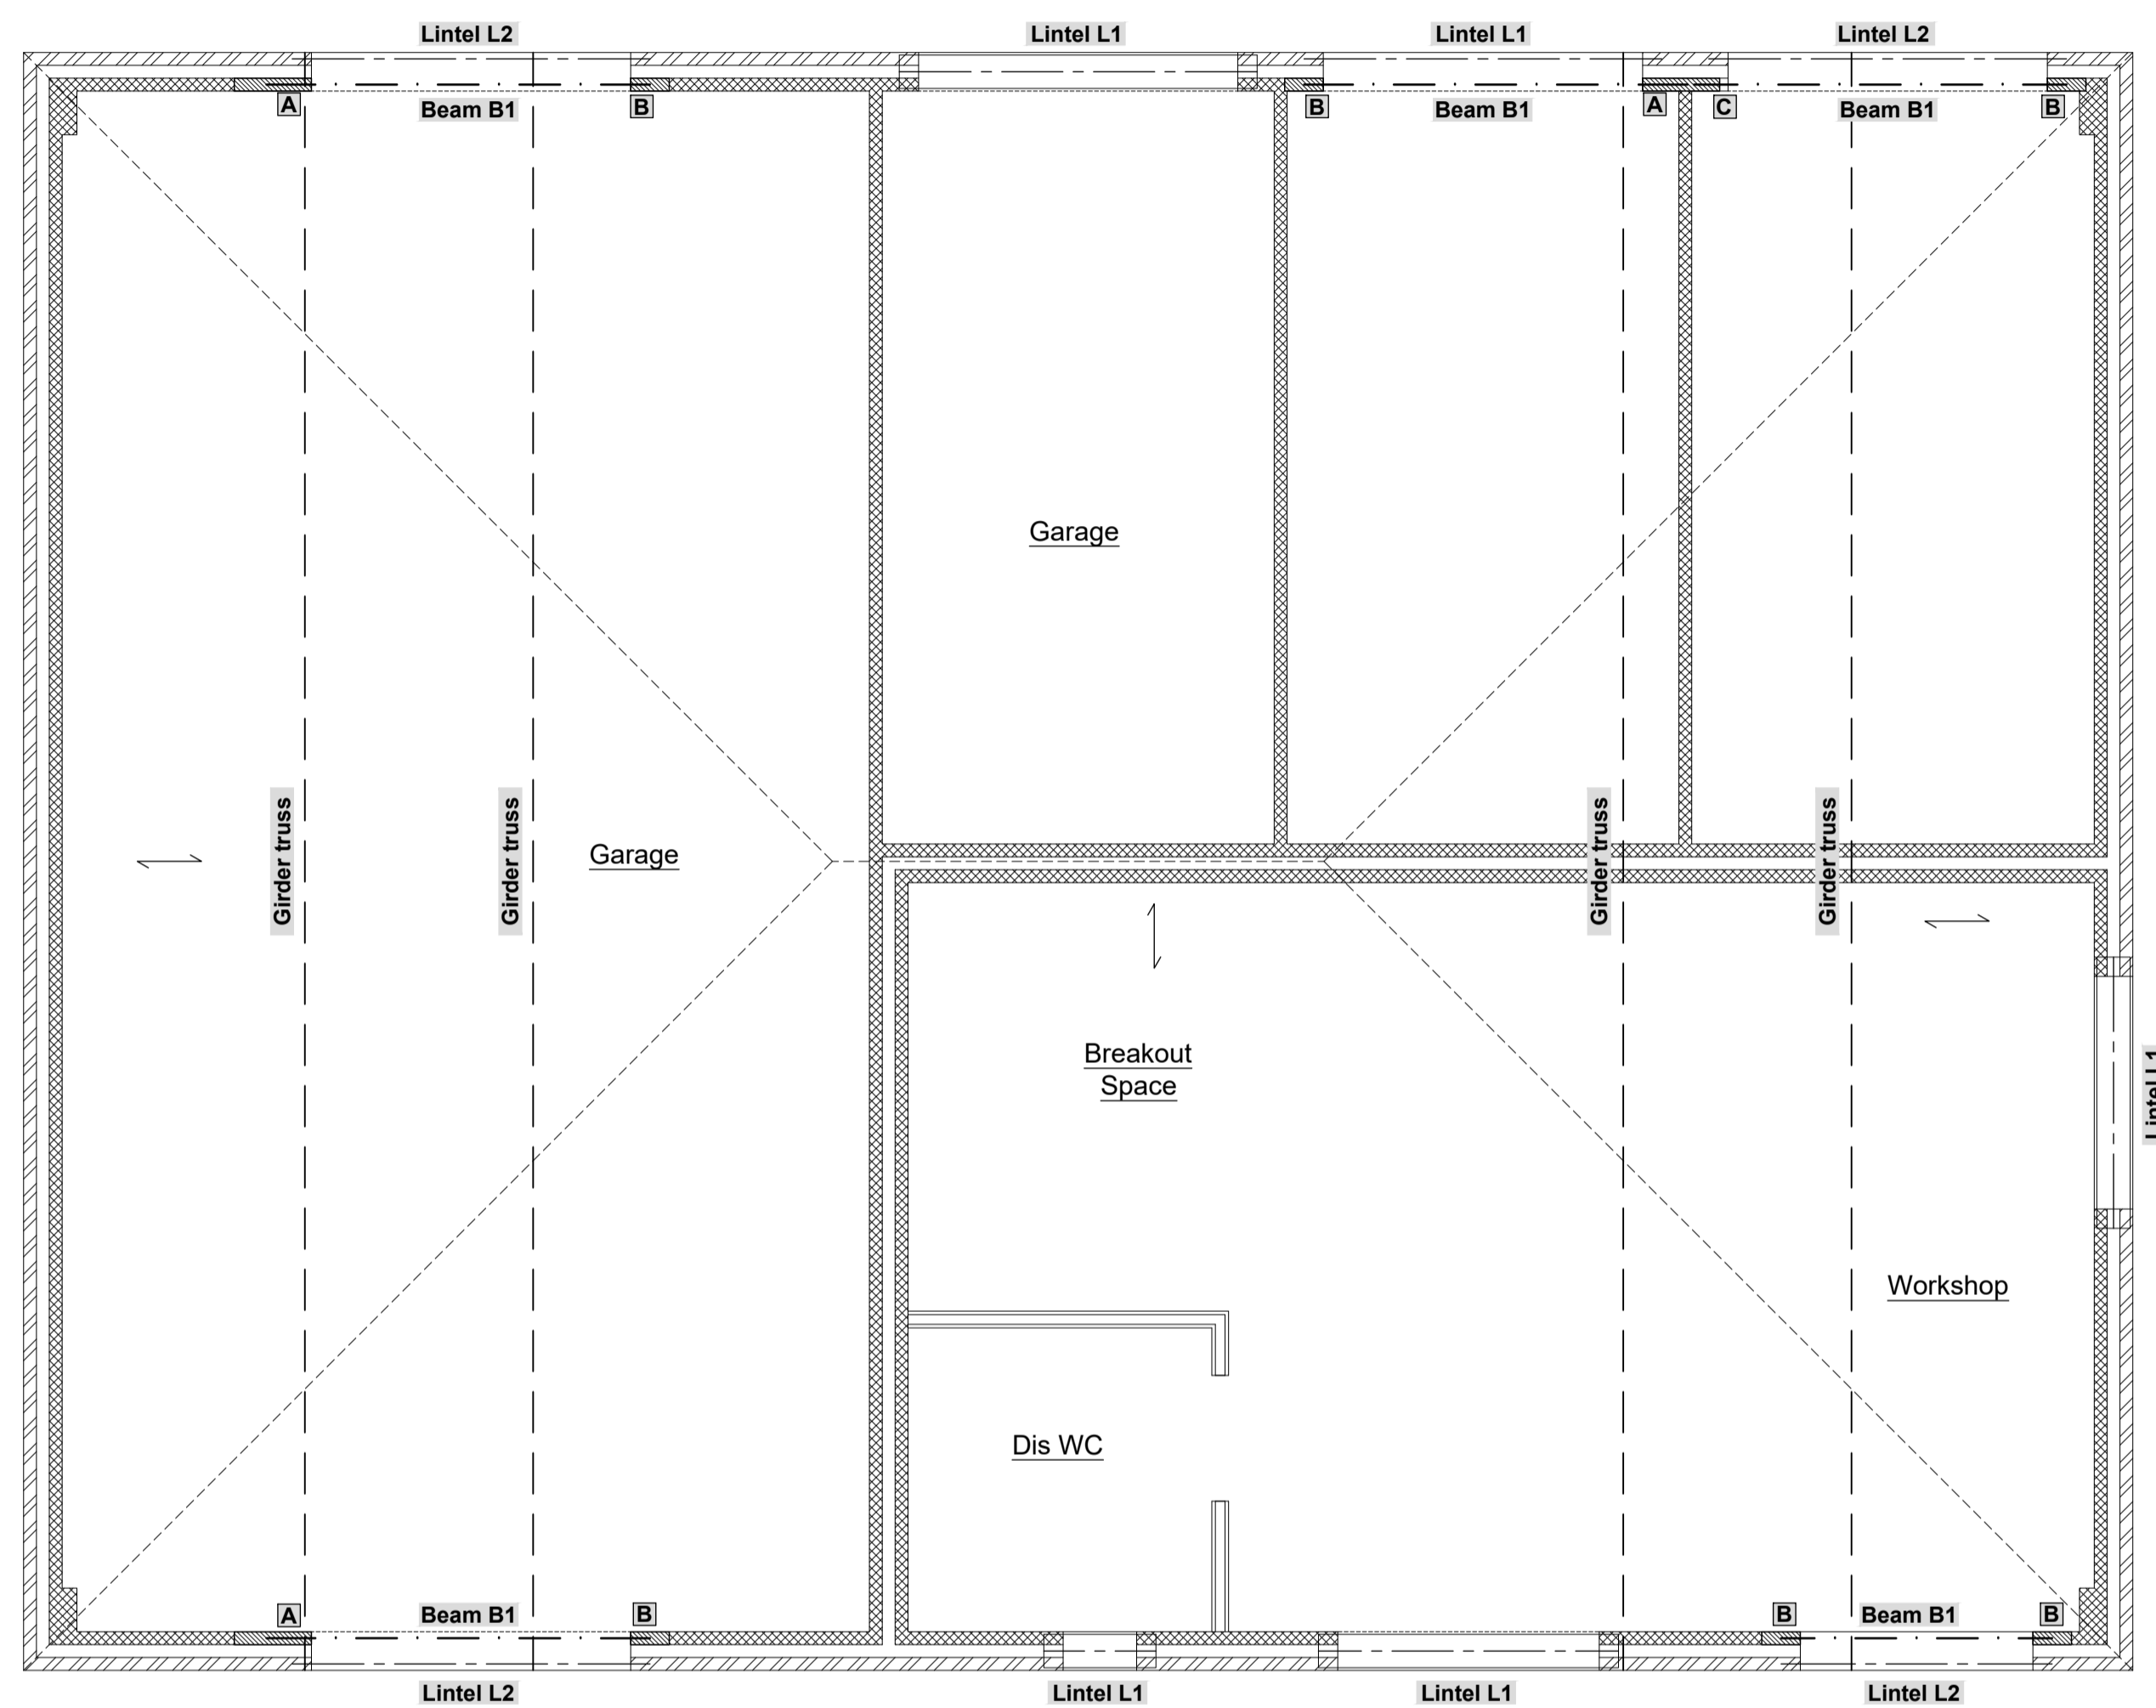 Lintel L2
Lintel L1
Lintel L1
Lintel L2
A
Beam B1
B
B
Beam B1
A
C
Beam B1
B
Garage
Girder truss
Girder truss
Garage
Girder truss
Girder truss
Breakout
Space
Lintel L1
Workshop
Dis WC
A
Beam B1
B
B
Beam B1
B
Lintel L2
Lintel L1
Lintel L1
Lintel L2